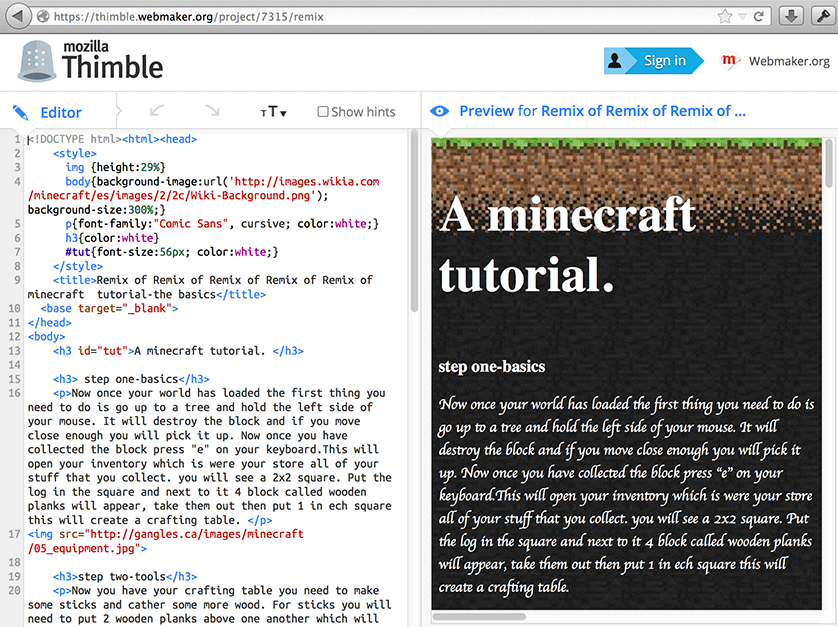 https://thimble.webmaker.org/project/7315/remix
mozilla
Thimble
Sign in
m Webmaker.org
Editor
TT▾
Show hints
Preview for Remix of Remix of Remix of ...
1 <!DOCTYPE html><html><head>
2 <style>
3 img {height:29%}
4 body{background-image:url('http://images.wikia.com
/minecraft/es/images/2/2c/Wiki-Background.png');
background-size:300%;}
5 p{font-family:"Comic Sans", cursive; color:white;}
6 h3{color:white}
7 #tut{font-size:56px; color:white;}
8 </style>
9 <title>Remix of Remix of Remix of Remix of Remix of
minecraft  tutorial-the basics</title>
10 <base target="_blank">
11 </head>
12 <body>
13 <h3 id="tut">A minecraft tutorial. </h3>
14
15 <h3> step one-basics</h3>
16 <p>Now once your world has loaded the first thing you
need to do is go up to a tree and hold the left side of
your mouse. It will destroy the block and if you move
close enough you will pick it up. Now once you have
collected the block press "e" on your keyboard.This will
open your inventory which is were your store all of your
stuff that you collect. you will see a 2x2 square. Put the
log in the square and next to it 4 block called wooden
planks will appear, take them out then put 1 in ech square
this will create a crafting table. </p>
17 <img src="http://gangles.ca/images/minecraft
/05_equipment.jpg">
18
19 <h3>step two-tools</h3>
20 <p>Now you have your crafting table you need to make
some sticks and cather some more wood. For sticks you will
need to put 2 wooden planks above one another which will
A minecraft
tutorial.
step one-basics
Now once your world has loaded the first thing you need to do is
go up to a tree and hold the left side of your mouse. It will
destroy the block and if you move close enough you will pick it
up. Now once you have collected the block press "e" on your
keyboard.This will open your inventory which is were your store
all of your stuff that you collect. you will see a 2x2 square. Put
the log in the square and next to it 4 block called wooden planks
will appear, take them out then put 1 in ech square this will
create a crafting table.